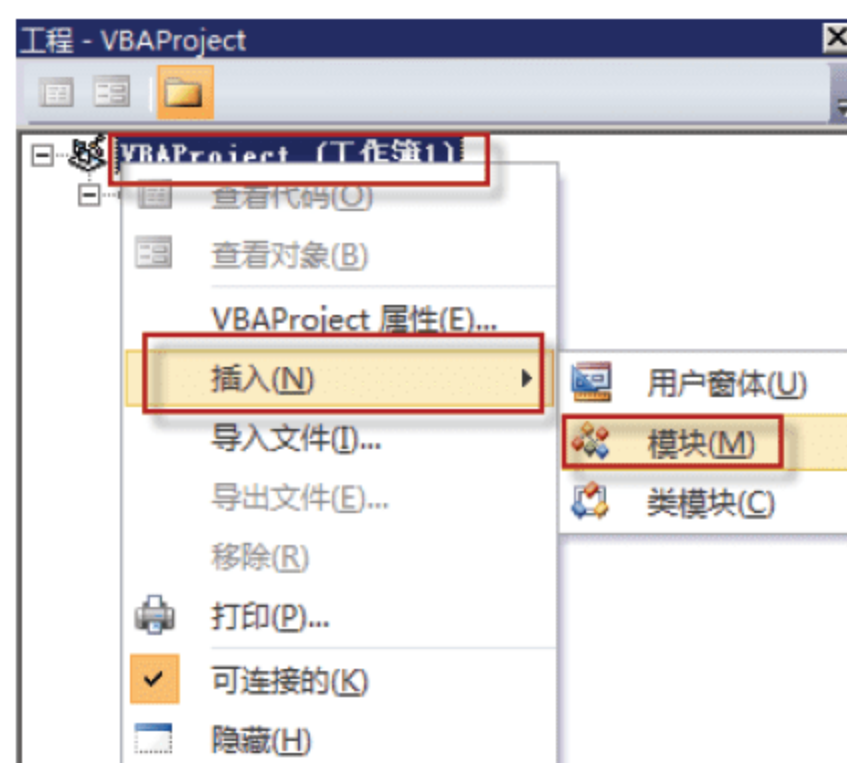 工程 - VBAProject
VBAProject (工作簿1)
查看代码(O)
查看对象(B)
VBAProject 属性(E)...
插入(N)
用户窗体(U)
导入文件(I)...
模块(M)
导出文件(E)...
类模块(C)
移除(R)
打印(P)...
可连接的(K)
隐藏(H)